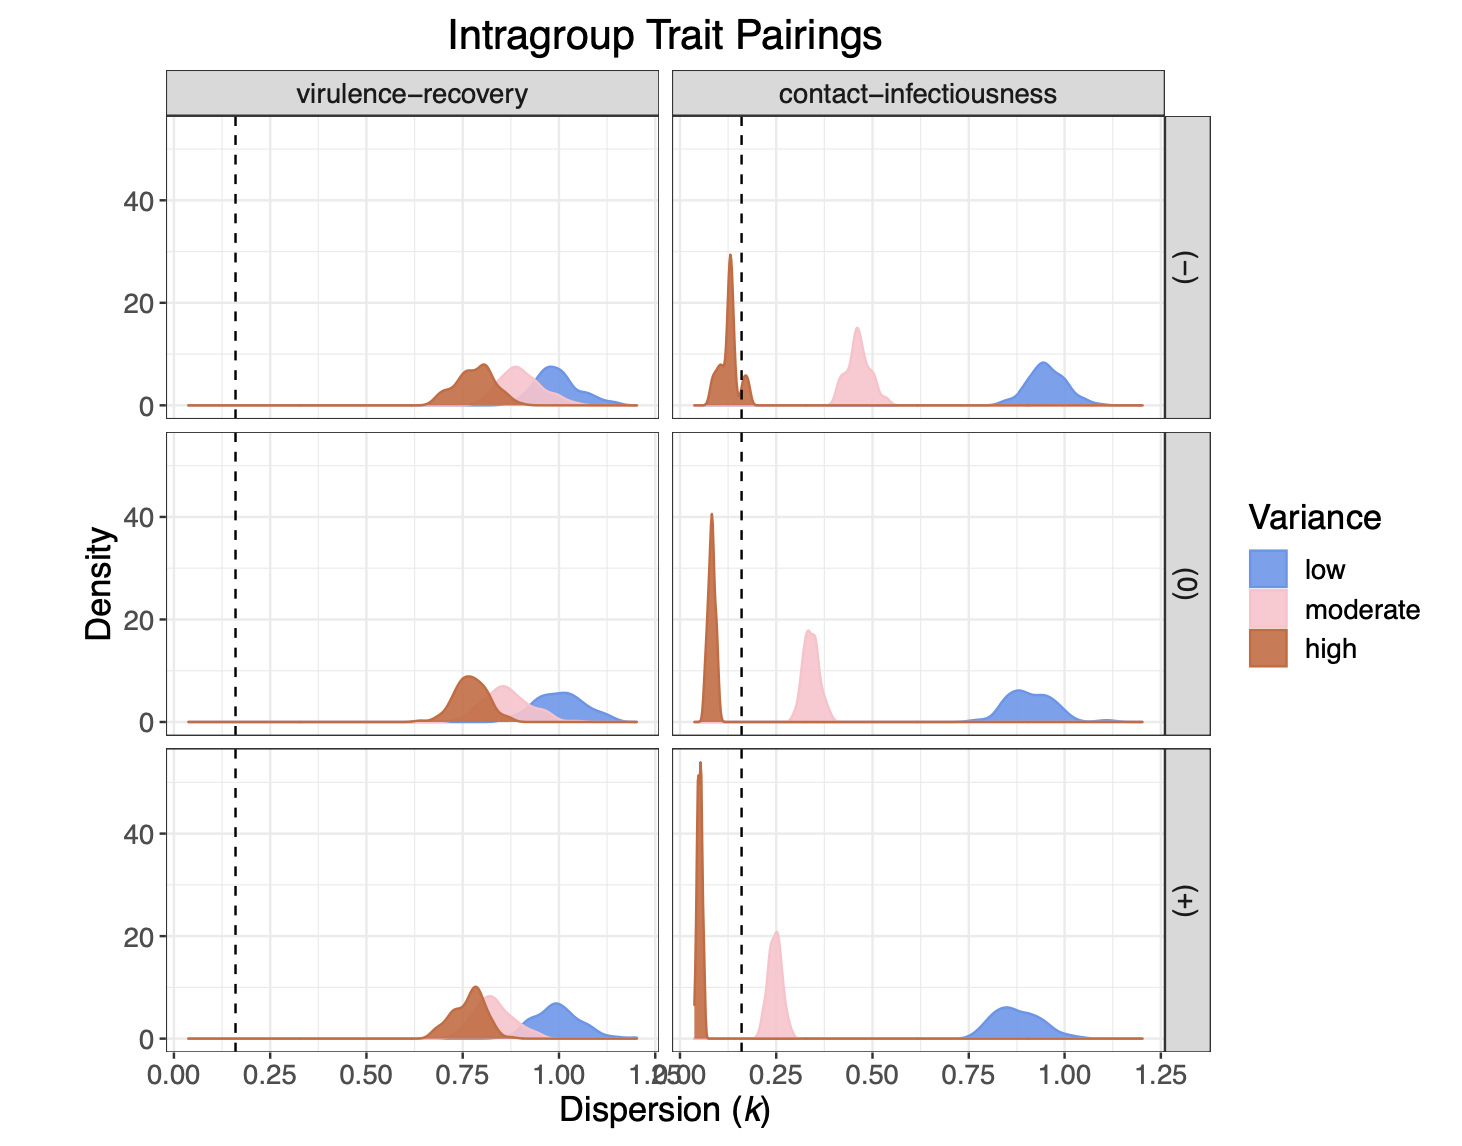 Intragroup Trait Pairings
virulence−recovery
contact−infectiousness
40
20
0
(−)
40
20
0
(0)
40
20
0
(+)
Density
0.00 0.25 0.50 0.75 1.00 1.25
0.00 0.25 0.50 0.75 1.00 1.25
Dispersion (k)
Variance
low
moderate
high